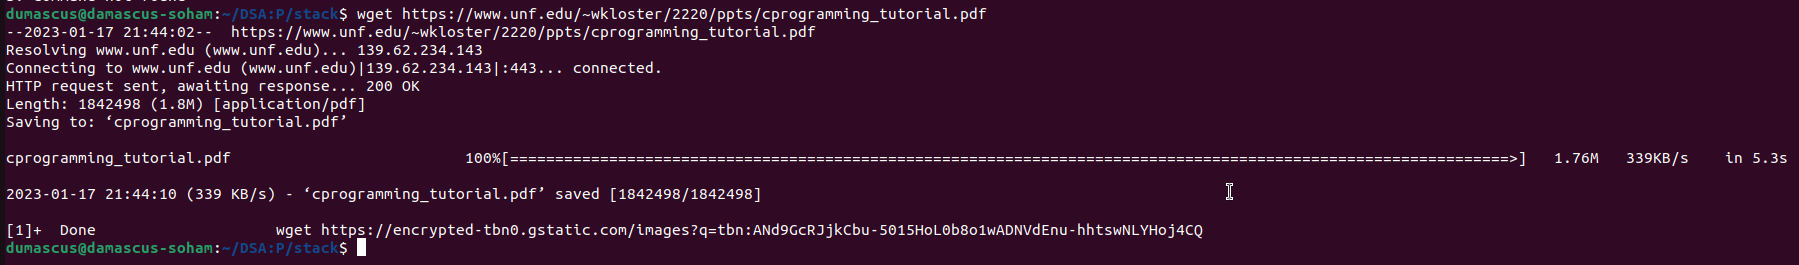 dumascus@damascus-soham:~/DSA:P/stack$ wget https://www.unf.edu/~wkloster/2220/ppts/cprogramming_tutorial.pdf
--2023-01-17 21:44:02--  https://www.unf.edu/~wkloster/2220/ppts/cprogramming_tutorial.pdf
Resolving www.unf.edu (www.unf.edu)... 139.62.234.143
Connecting to www.unf.edu (www.unf.edu)|139.62.234.143|:443... connected.
HTTP request sent, awaiting response... 200 OK
Length: 1842498 (1.8M) [application/pdf]
Saving to: ‘cprogramming_tutorial.pdf’
cprogramming_tutorial.pdf 100%[===============================================================================================================>] 1.76M 339KB/s in 5.3s
2023-01-17 21:44:10 (339 KB/s) - ‘cprogramming_tutorial.pdf’ saved [1842498/1842498]
[1]+  Done                    wget https://encrypted-tbn0.gstatic.com/images?q=tbn:ANd9GcRJjkCbu-5015HoL0b8o1wADNVdEnu-hhtswNLYHoj4CQ
dumascus@damascus-soham:~/DSA:P/stack$